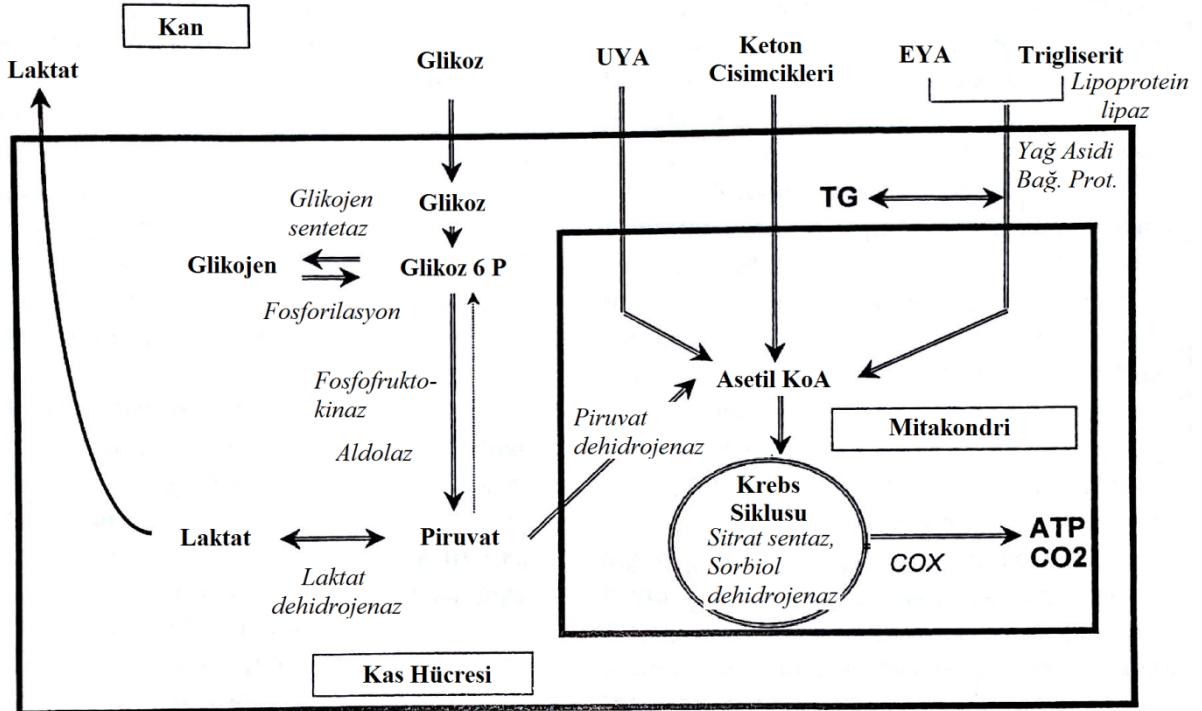 Kan
Laktat
Glikoz
UYA
Keton
Cisimcikleri
EYA
Trigliserit
Lipoprotein
lipaz
Yağ Asidi
Bağ. Prot.
TG
Glikojen
sentetaz
Glikoz
Glikojen
Glikoz 6 P
Fosforilasyon
Fosfofrukto-
kinaz
Aldolaz
Asetil KoA
Piruvat
dehidrojenaz
Mitakondri
Krebs
Siklusu
Sitrat sentaz,
Sorbiol
dehidrojenaz
COX
ATP
CO2
Laktat
Piruvat
Laktat
dehidrojenaz
Kas Hücresi